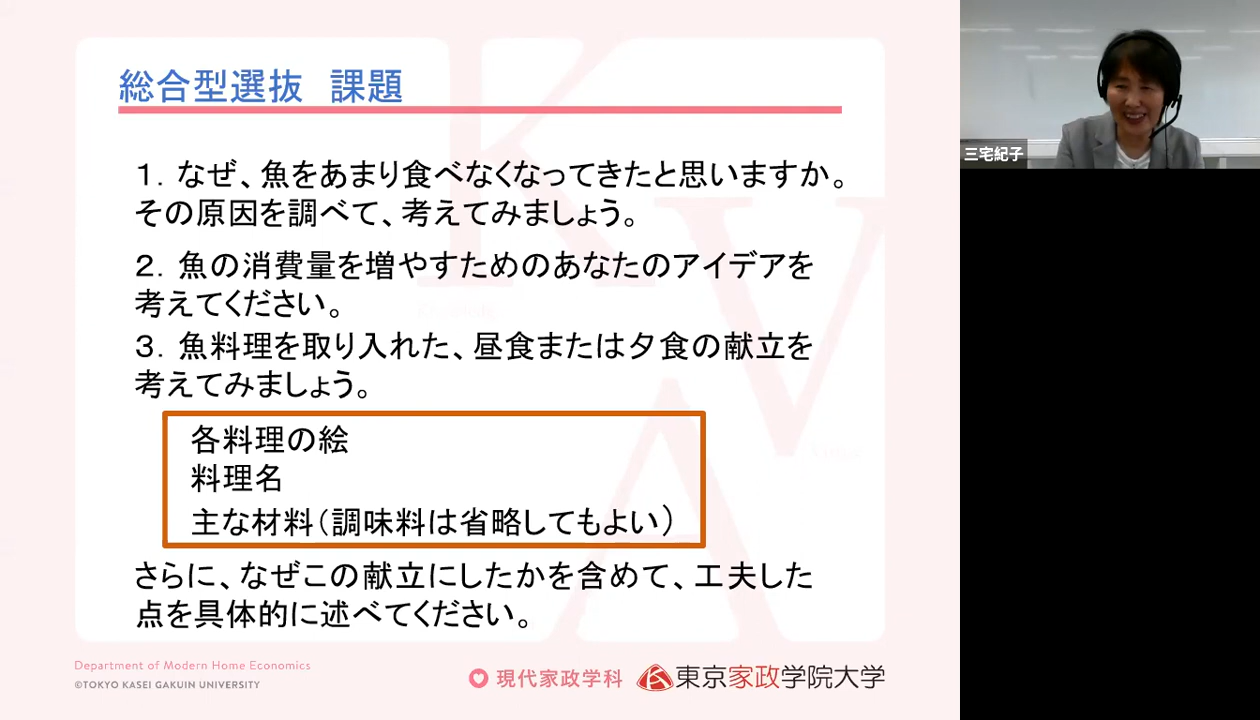 総合型選抜　課題
１．なぜ、魚をあまり食べなくなってきたと思いますか。
その原因を調べて、考えてみましょう。
２．魚の消費量を増やすためのあなたのアイデアを
考えてください。
３．魚料理を取り入れた、昼食または夕食の献立を
考えてみましょう。
各料理の絵
料理名
主な材料（調味料は省略してもよい）
さらに、なぜこの献立にしたかを含めて、工夫した
点を具体的に述べてください。
Department of Modern Home Economics
©TOKYO KASEI GAKUIN UNIVERSITY
現代家政学科
東京家政学院大学
三宅紀子